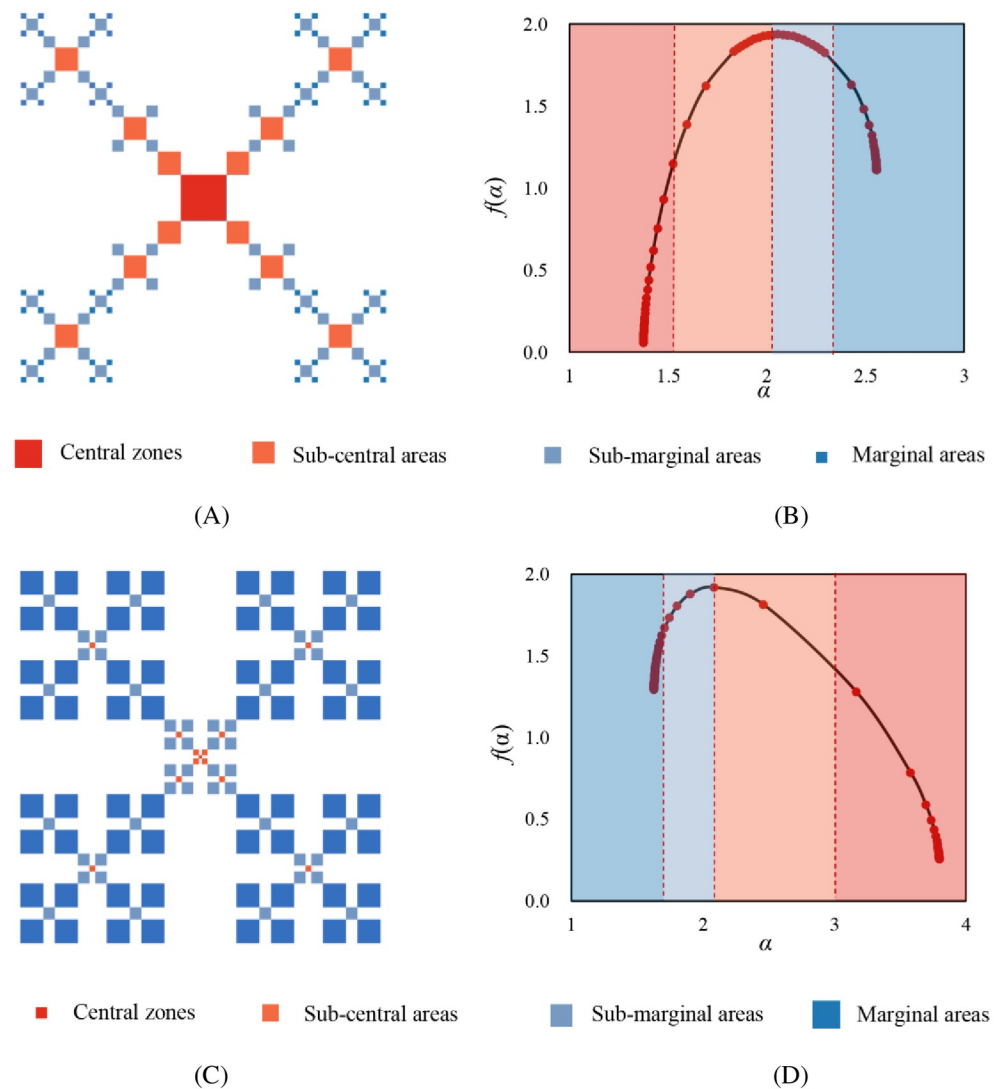 2.0
1.5
1.0
0.5
0.0
f(α)
1
1.5
2
2.5
3
α
Central zones
Sub-central areas
Sub-marginal areas
Marginal areas
(A)
(B)
2.0
1.5
1.0
0.5
0.0
f(α)
1
2
3
4
α
Central zones
Sub-central areas
Sub-marginal areas
Marginal areas
(C)
(D)